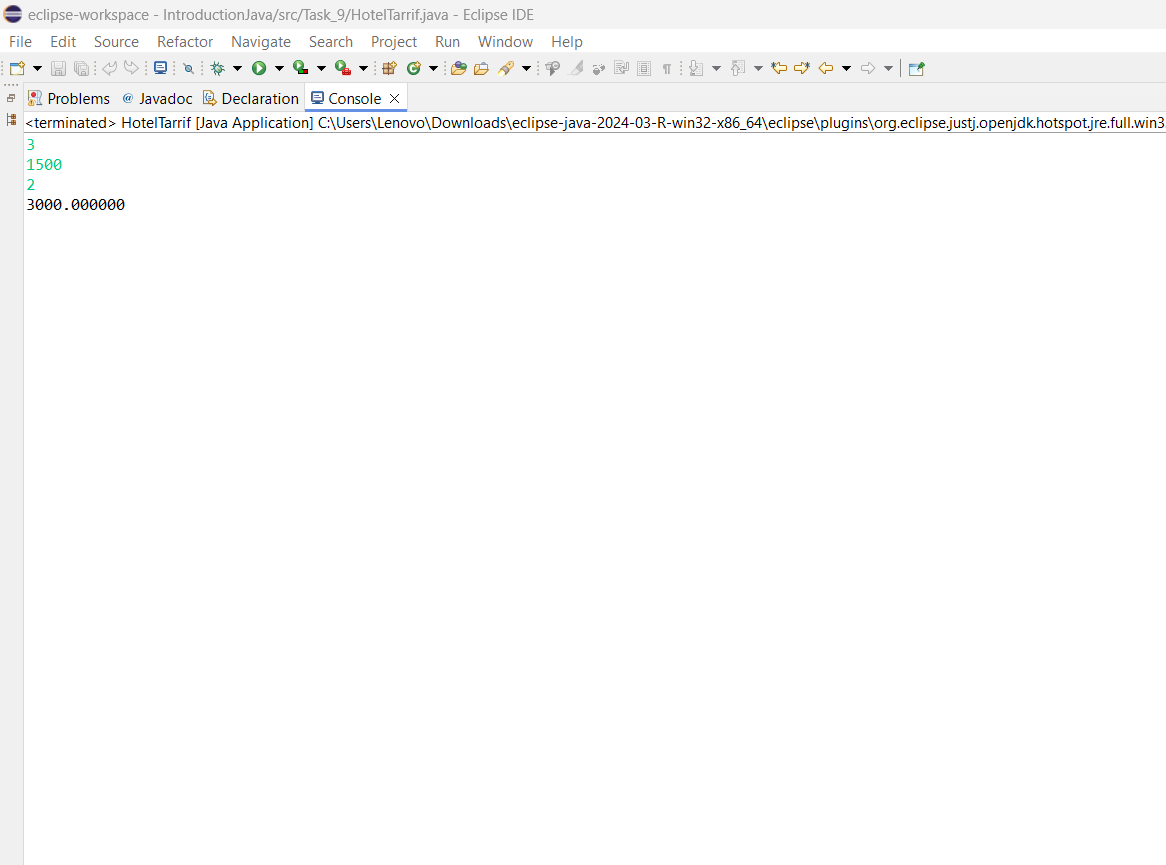 eclipse-workspace - IntroductionJava/src/Task_9/HotelTarrif.java - Eclipse IDE
File Edit Source Refactor Navigate Search Project Run Window Help
Problems @ Javadoc Declaration Console
<terminated> HotelTarrif [Java Application] C:\Users\Lenovo\Downloads\eclipse-java-2024-03-R-win32-x86_64\eclipse\plugins\org.eclipse.justj.openjdk.hotspot.jre.full.win3
3
1500
2
3000.000000